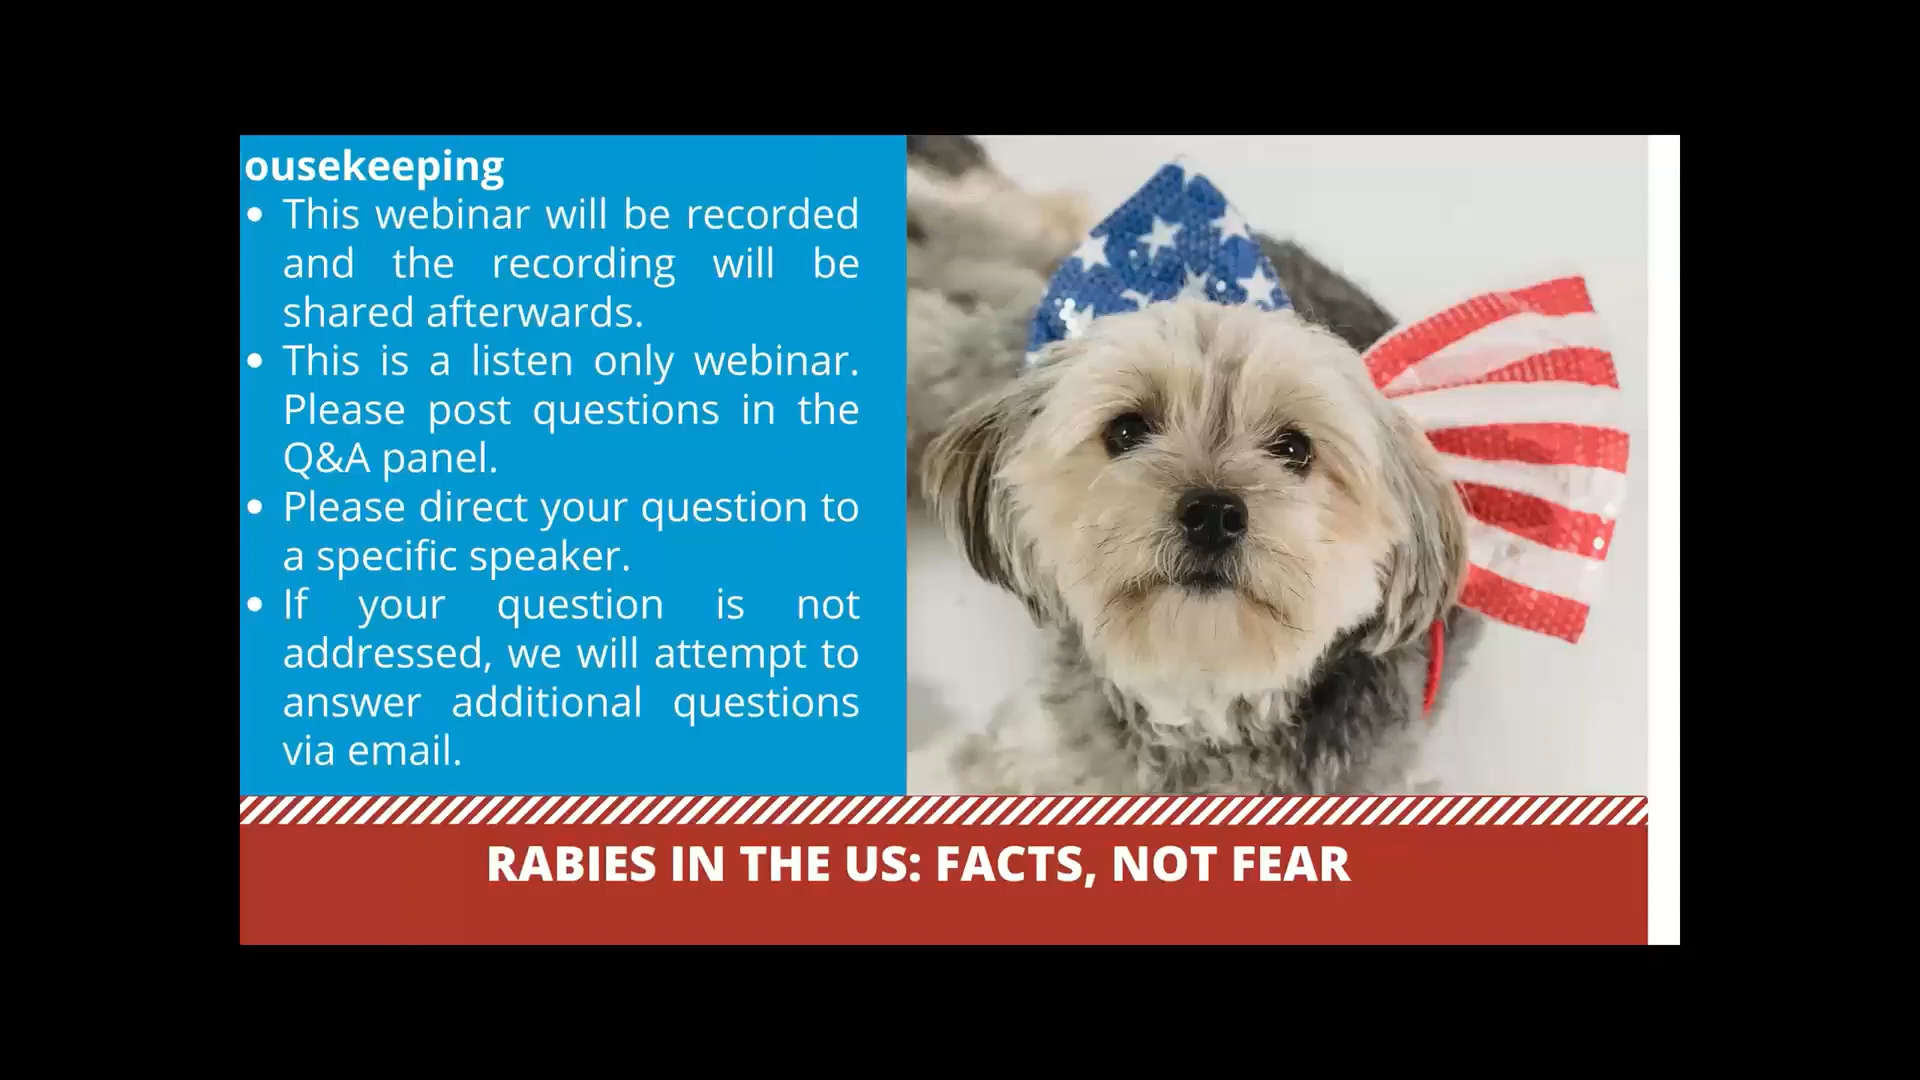 ousekeeping
• This webinar will be recorded
and the recording will be
shared afterwards.
• This is a listen only webinar.
Please post questions in the
Q&A panel.
• Please direct your question to
a specific speaker.
• If your question is not
addressed, we will attempt to
answer additional questions
via email.
RABIES IN THE US: FACTS, NOT FEAR